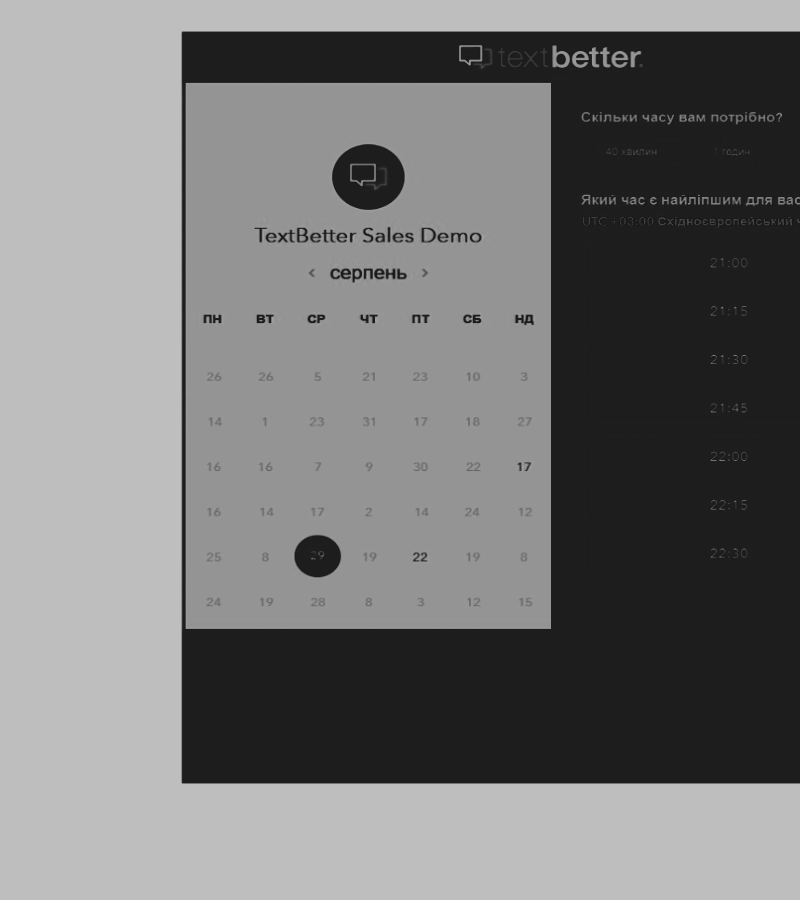 textbetter.
TextBetter Sales Demo
серпень
ПН ВТ СР ЧТ ПТ СБ НД
26 26 5 21 23 10 3
14 1 23 31 17 18 27
16 16 7 9 30 22 17
16 14 17 2 14 24 12
25 8 29 19 22 19 8
24 19 28 8 3 12 15
Скільки часу вам потрібно?
40 хвилин 1 годин
Який час є найліпшим для вас
UTC +03:00 Східноєвропейський ч
21:00
21:15
21:30
21:45
22:00
22:15
22:30